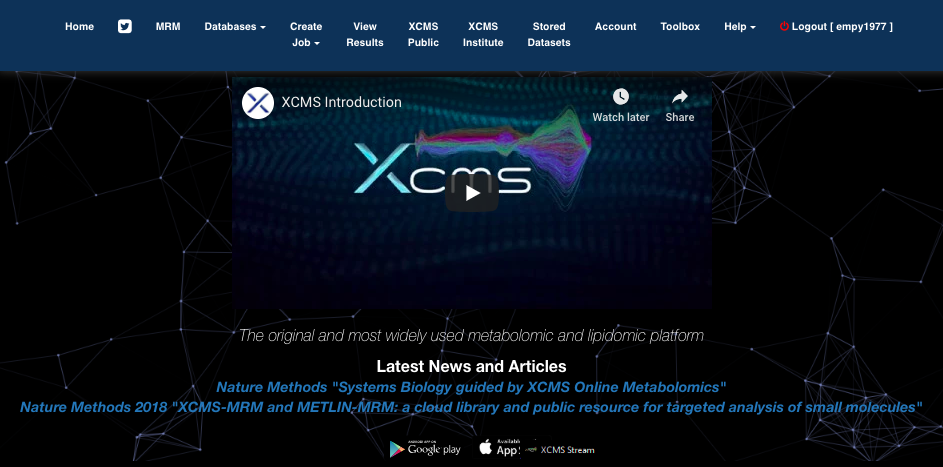 Home MRM Databases Create Job View Results XCMS Public XCMS Institute Stored Datasets Account Toolbox Help Logout [ empy1977 ]
XCMS Introduction
Watch later Share
Xcms
The original and most widely used metabolomic and lipidomic platform
Latest News and Articles
Nature Methods "Systems Biology guided by XCMS Online Metabolomics"
Nature Methods 2018 "XCMS-MRM and METLIN-MRM: a cloud library and public resource for targeted analysis of small molecules"
ANDROID APP ON
Google play
Available
App
XCMS Stream